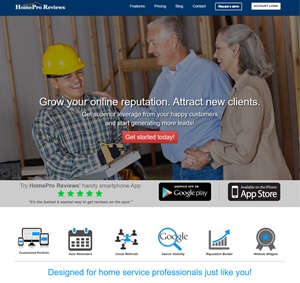 HomePro Reviews
Features Pricing Blog Contact Us REQUEST A DEMO ACCOUNT LOGIN
Grow your online reputation. Attract new clients.
Get superior leverage from your happy customers
and start generating more leads!
Get started today!
Try HomePro Reviews' handy smartphone App
"It's the fastest & easiest way to get reviews on the spot."
ANDROID APP ON
Google play
Available on the iPhone
App Store
Customized Portfolio Auto Reminders Social Referrals Search Visibility Reputation Builder Website Widgets
Google
Designed for home service professionals just like you!